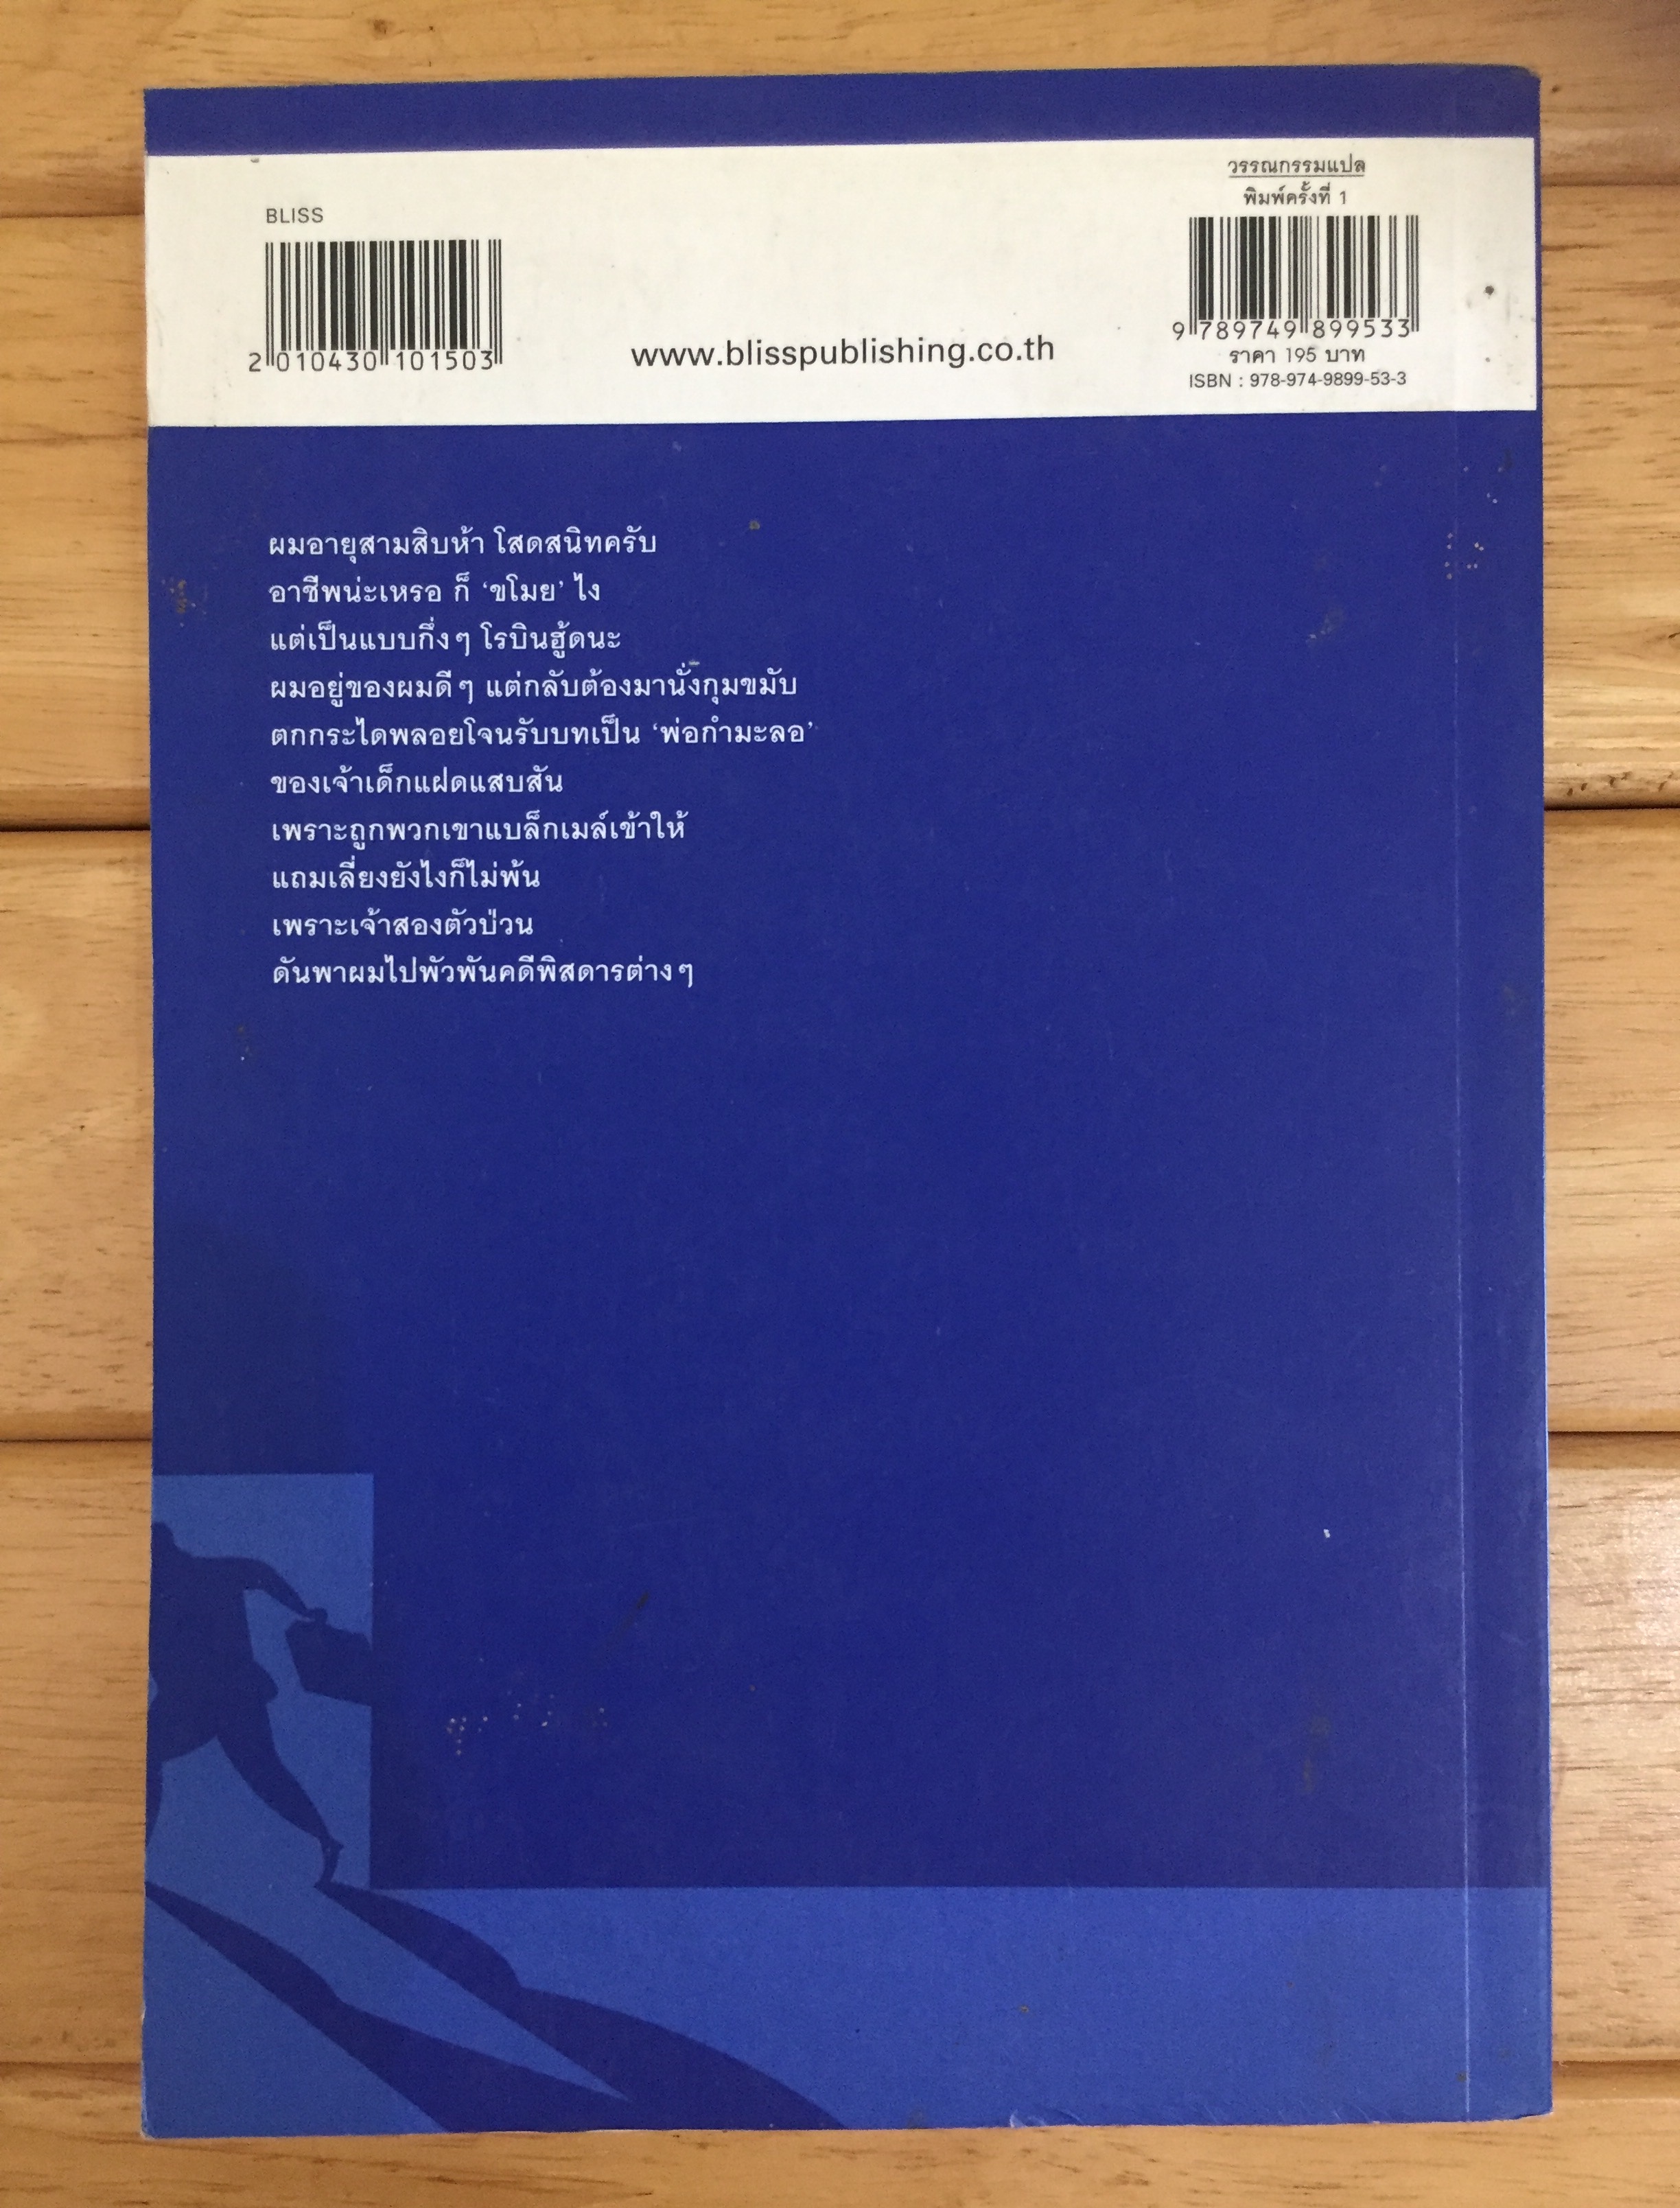 BLISS
2 010430 101503
www.blisspublishing.co.th
วรรณกรรมแปล
พิมพ์ครั้งที่ 1
9 789749 899533
ราคา 195 บาท
ISBN : 978-974-9899-53-3
ผมอายุสามสิบห้า โสดสนิทครับ
อาชีพน่ะเหรอ ก็ ‘ขโมย’ ไง
แต่เป็นแบบกึ่งๆ โรบินฮู้ดนะ
ผมอยู่ของผมดีๆ แต่กลับต้องมานั่งกุมขมับ
ตกกระไดพลอยโจนรับบทเป็น ‘พ่อกำมะลอ’
ของเจ้าเด็กแฝดแสบสัน
เพราะถูกพวกเขาแบล็กเมล์เข้าให้
แถมเลี่ยงยังไงก็ไม่พ้น
เพราะเจ้าสองตัวป่วน
ดันพาผมไปพัวพันคดีพิสดารต่างๆ